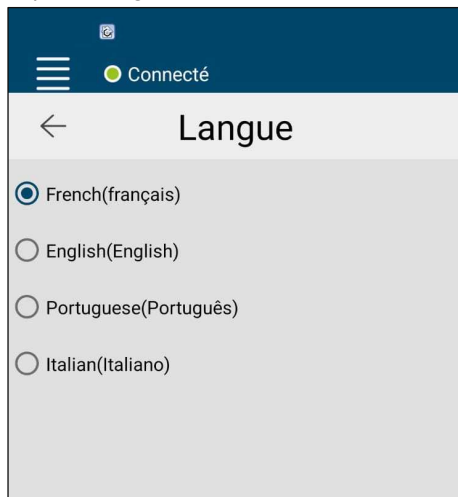 Connecté
Langue
French(français)
English(English)
Portuguese(Português)
Italian(Italiano)